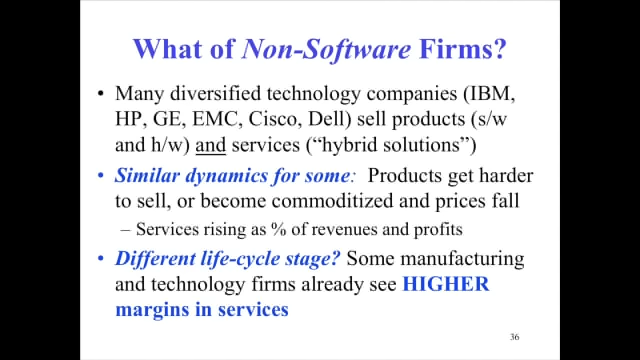 What of Non-Software Firms?
• Many diversified technology companies (IBM,
HP, GE, EMC, Cisco, Dell) sell products (s/w
and h/w) and services (“hybrid solutions”)
• Similar dynamics for some: Products get harder
to sell, or become commoditized and prices fall
– Services rising as % of revenues and profits
• Different life-cycle stage? Some manufacturing
and technology firms already see HIGHER
margins in services
36